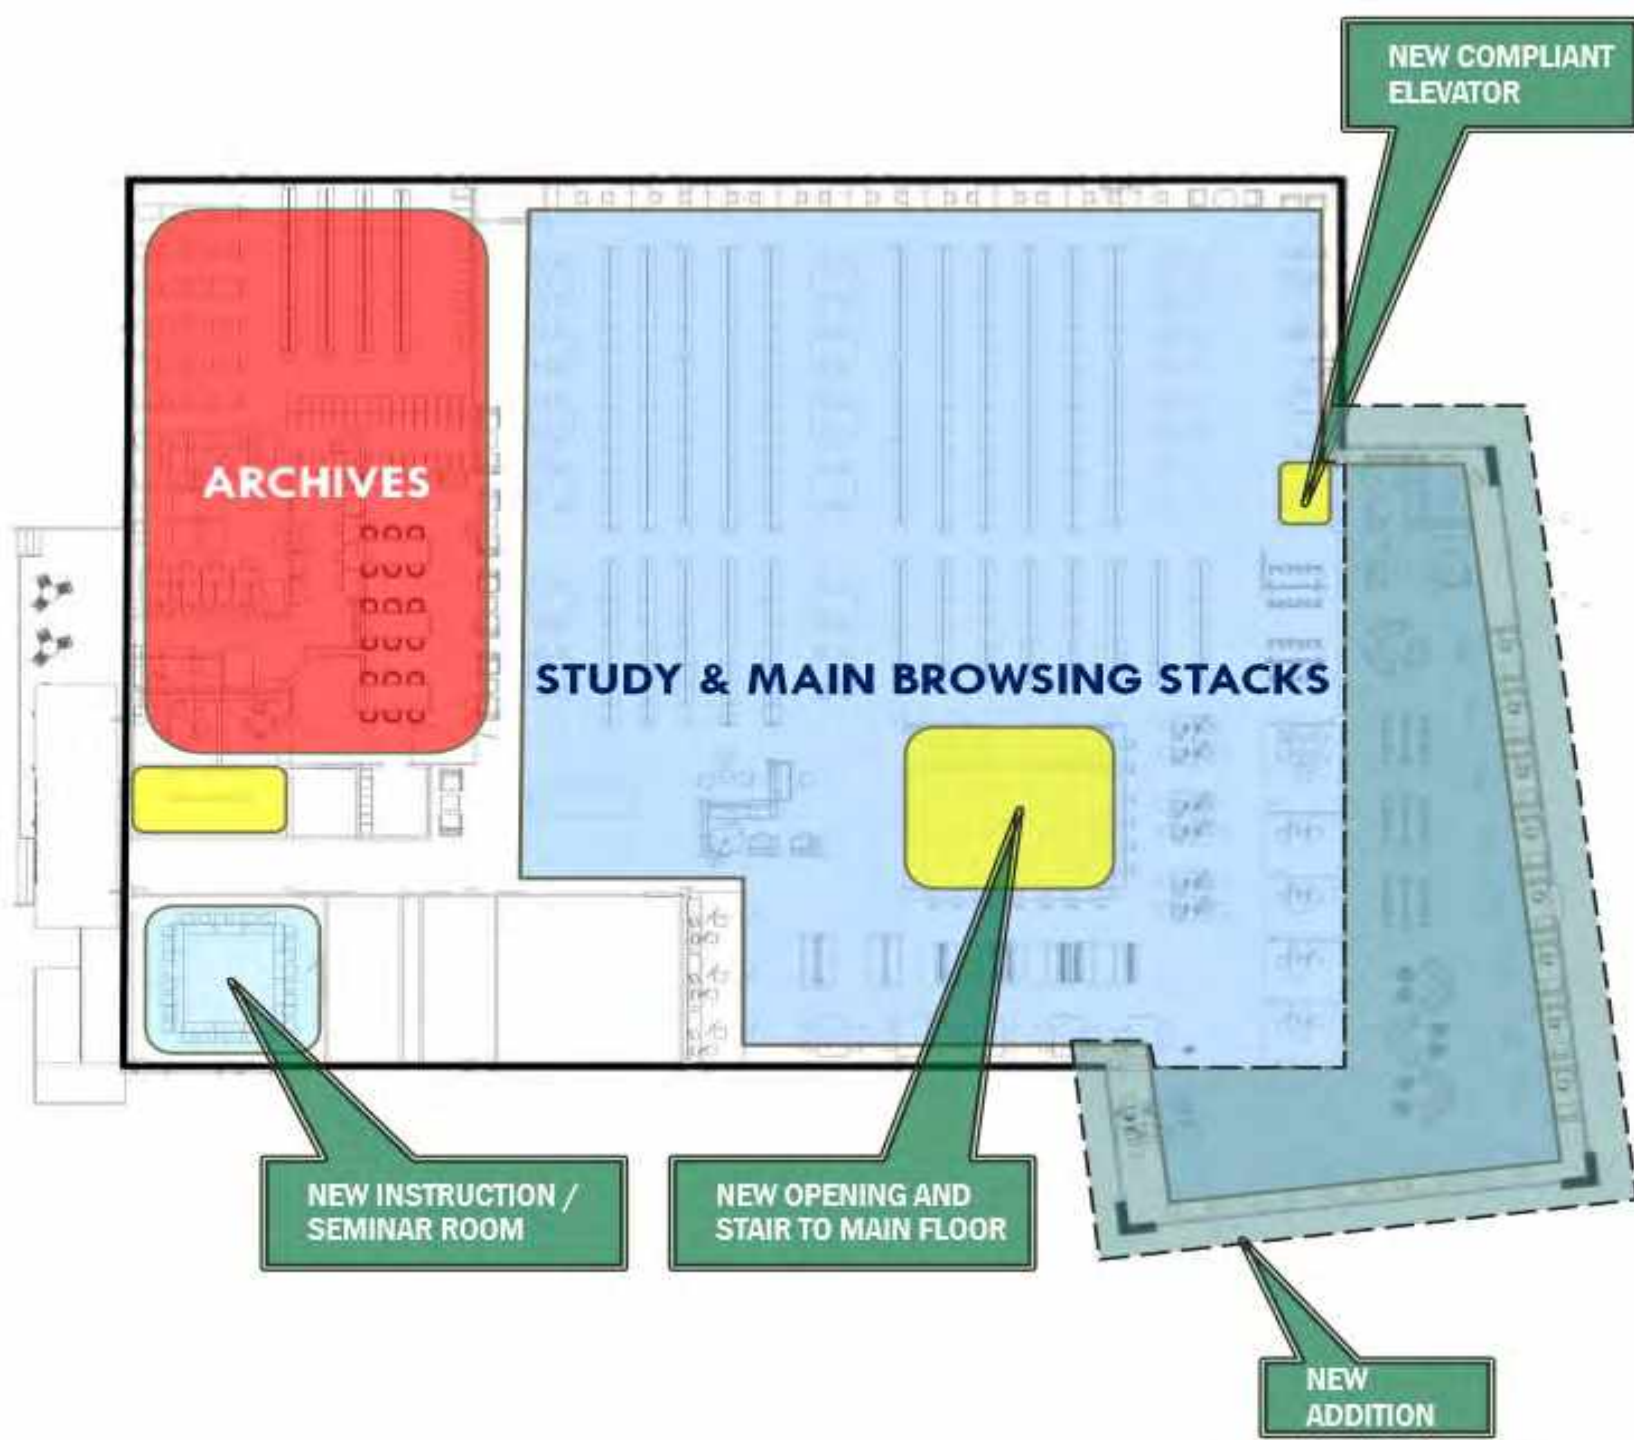 NEW COMPLIANT
ELEVATOR
ARCHIVES
STUDY & MAIN BROWSING STACKS
NEW INSTRUCTION /
SEMINAR ROOM
NEW OPENING AND
STAIR TO MAIN FLOOR
NEW
ADDITION